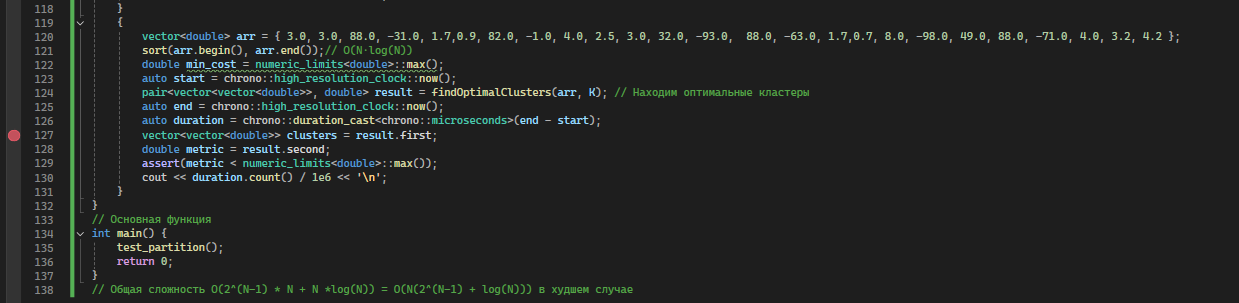 118 }
119 {
120 vector<double> arr = { 3.0, 3.0, 88.0, -31.0, 1.7,0.9, 82.0, -1.0, 4.0, 2.5, 3.0, 32.0, -93.0,  88.0, -63.0, 1.7,0.7, 8.0, -98.0, 49.0, 88.0, -71.0, 4.0, 3.2, 4.2 };
121 sort(arr.begin(), arr.end());// O(N·log(N))
122 double min_cost = numeric_limits<double>::max();
123 auto start = chrono::high_resolution_clock::now();
124 pair<vector<vector<double>>, double> result = findOptimalClusters(arr, K); // Находим оптимальные кластеры
125 auto end = chrono::high_resolution_clock::now();
126 auto duration = chrono::duration_cast<chrono::microseconds>(end - start);
127 vector<vector<double>> clusters = result.first;
128 double metric = result.second;
129 assert(metric < numeric_limits<double>::max());
130 cout << duration.count() / 1e6 << '\n';
131 }
132 }
133 // Основная функция
134 int main() {
135 test_partition();
136 return 0;
137 }
138 // Общая сложность O(2^(N-1) * N + N *log(N)) = O(N(2^(N-1) + log(N))) в худшем случае